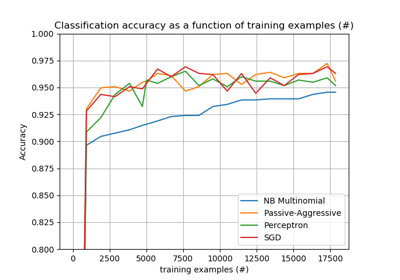 Classification accuracy as a function of training examples (#)
1.000
0.975
0.950
0.925
0.900
0.875
0.850
0.825
0.800
Accuracy
NB Multinomial
Passive-Aggressive
Perceptron
SGD
0 2500 5000 7500 10000 12500 15000 17500
training examples (#)